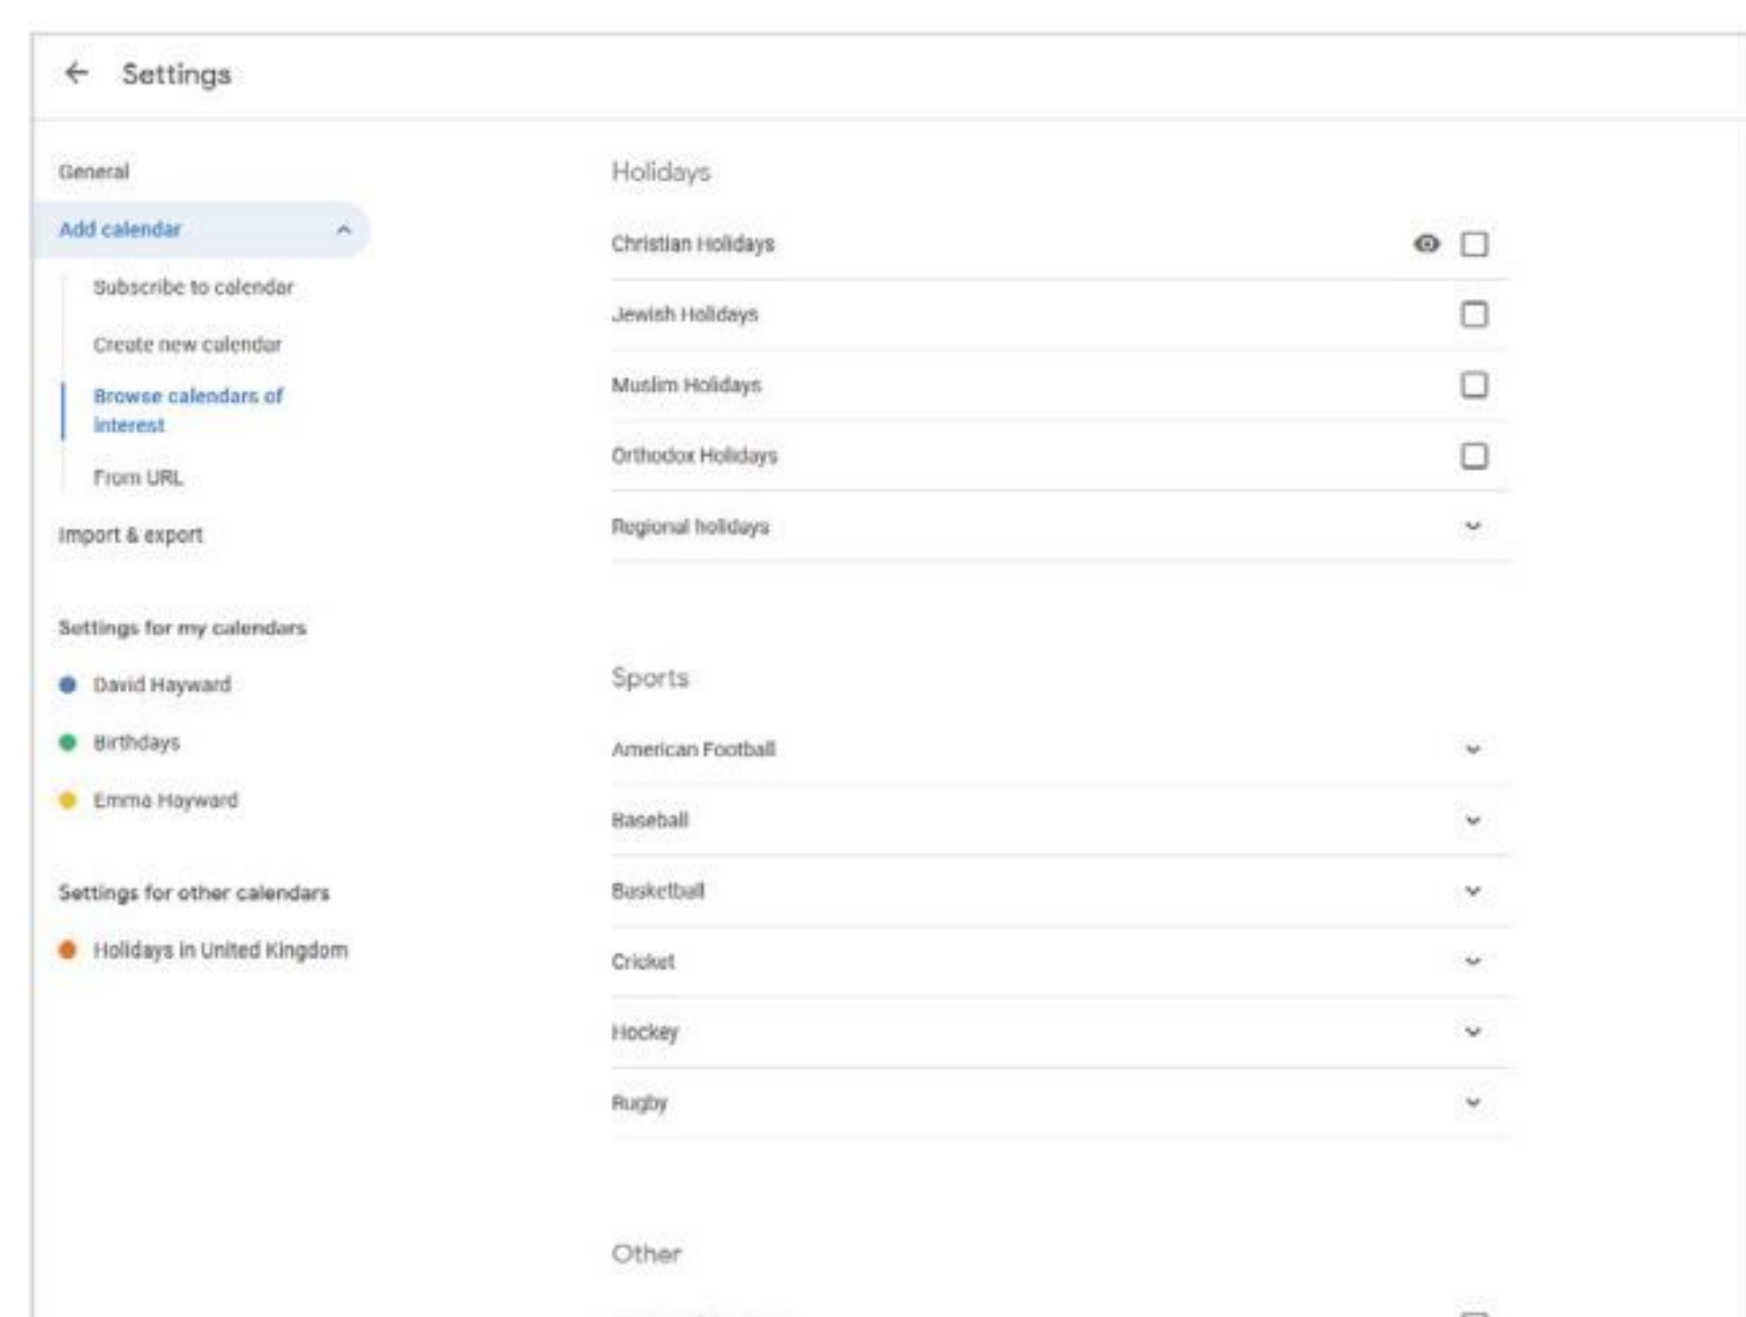 Settings
General
Add calendar
Subscribe to calendar
Create new calendar
Browse calendars of
interest
From URL
Import & export
Settings for my calendars
David Hayward
Birthdays
Emma Hayward
Settings for other calendars
Holidays in United Kingdom
Holidays
Christian Holidays
Jewish Holidays
Muslim Holidays
Orthodox Holidays
Regional holidays
Sports
American Football
Baseball
Basketball
Cricket
Hockey
Rugby
Other